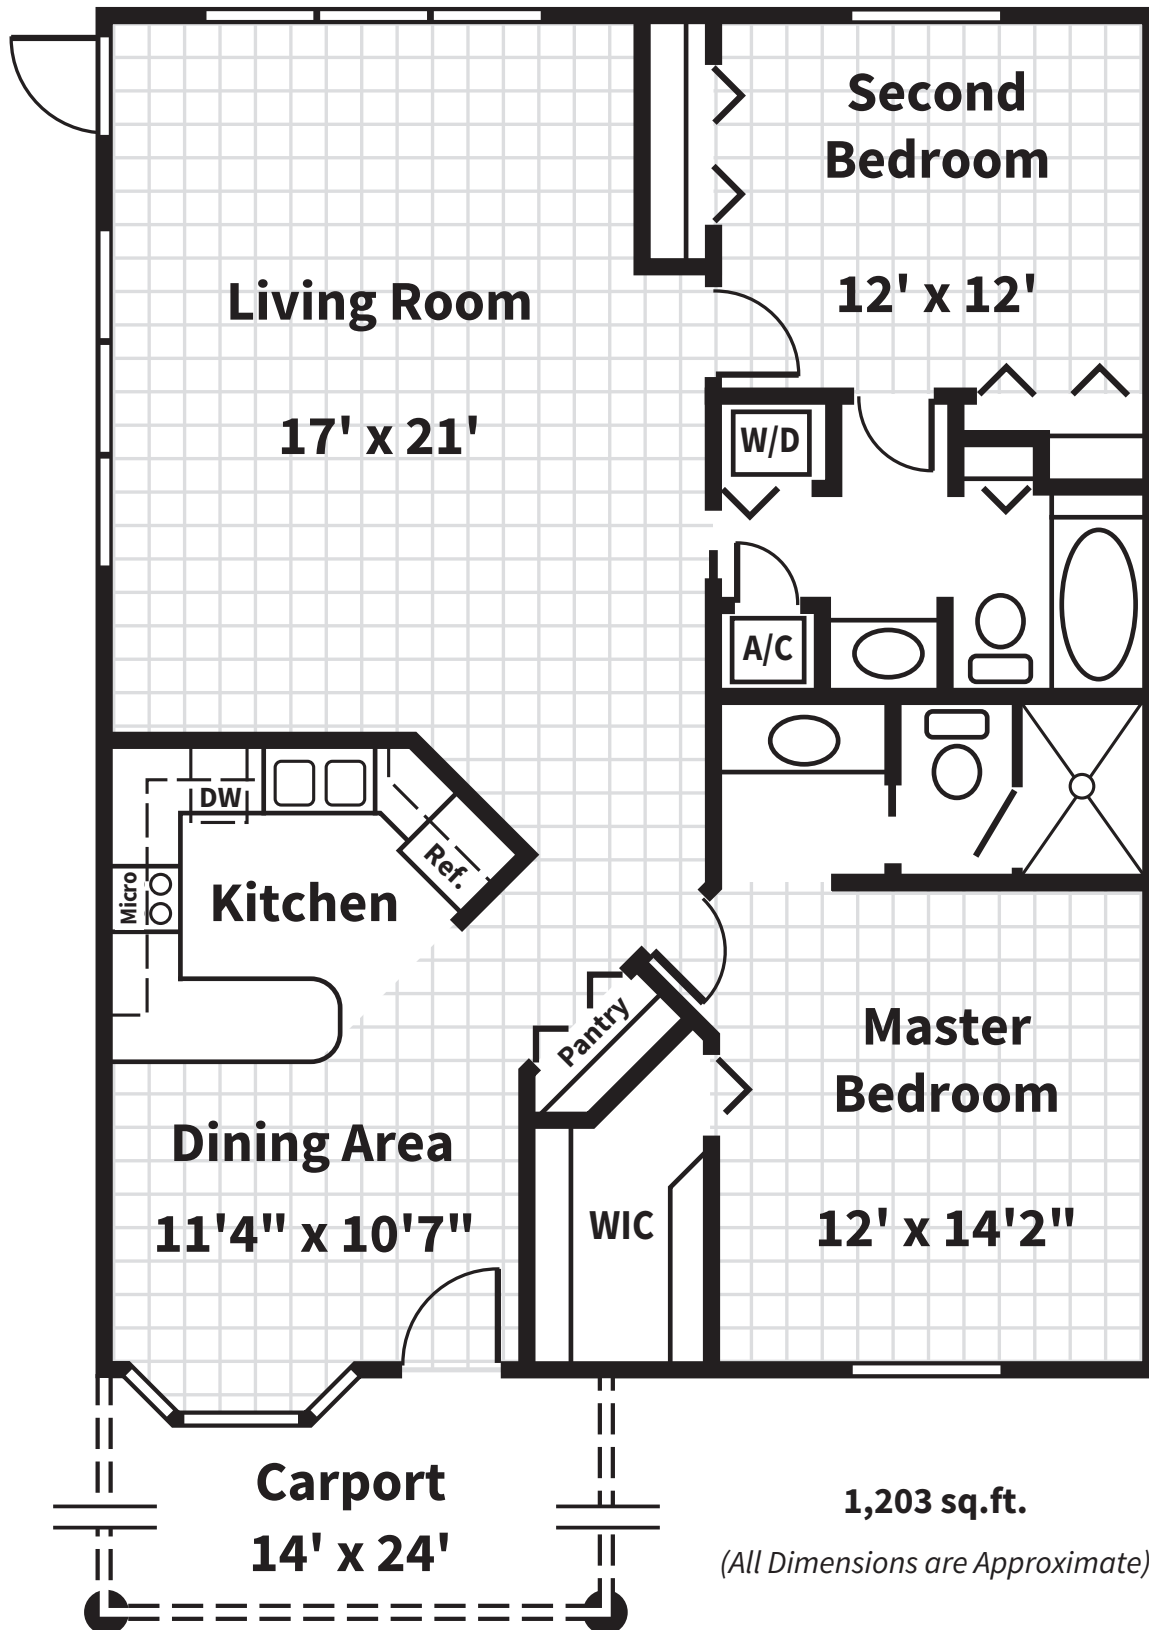 Second
Bedroom
12' x 12'
Living Room
17' x 21'
W/D
A/C
DW
Ref.
Micro
Kitchen
Pantry
Master
Bedroom
12' x 14'2"
Dining Area
11'4" x 10'7"
WIC
Carport
14' x 24'
1,203 sq.ft.
(All Dimensions are Approximate)